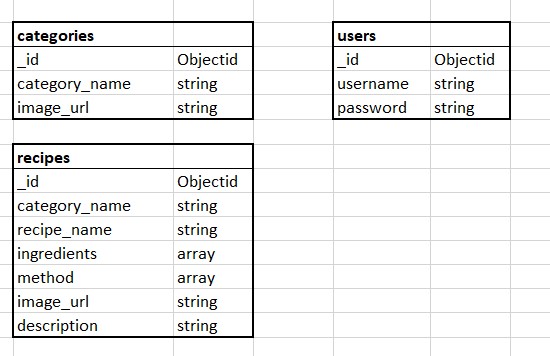 categories
_id Objectid
category_name string
image_url string
users
_id Objectid
username string
password string
recipes
_id Objectid
category_name string
recipe_name string
ingredients array
method array
image_url string
description string